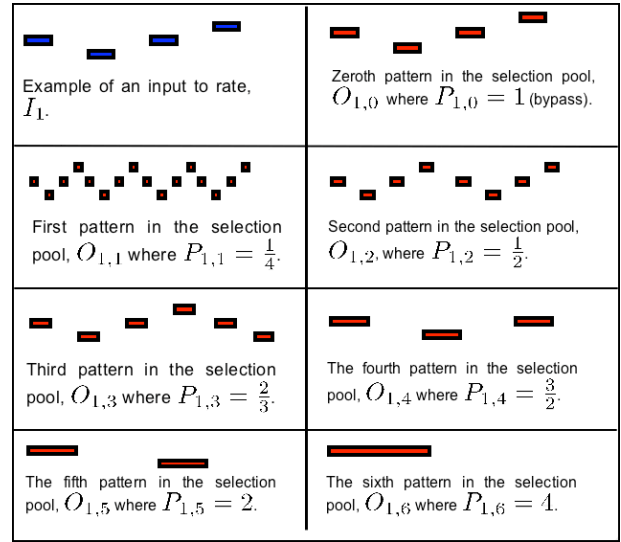 Example of an input to rate,
I₁.
Zeroth pattern in the selection pool,
O₁,₀ where P₁,₀ = 1 (bypass).
First pattern in the selection
pool, O₁,₁ where P₁,₁ = 1/4.
Second pattern in the selection pool,
O₁,₂, where P₁,₂ = 1/2.
Third pattern in the selection
pool, O₁,₃ where P₁,₃ = 2/3.
The fourth pattern in the selection
pool, O₁,₄ where P₁,₄ = 3/2.
The fifth pattern in the selection
pool, O₁,₅ where P₁,₅ = 2.
The sixth pattern in the selection
pool, O₁,₆ where P₁,₆ = 4.